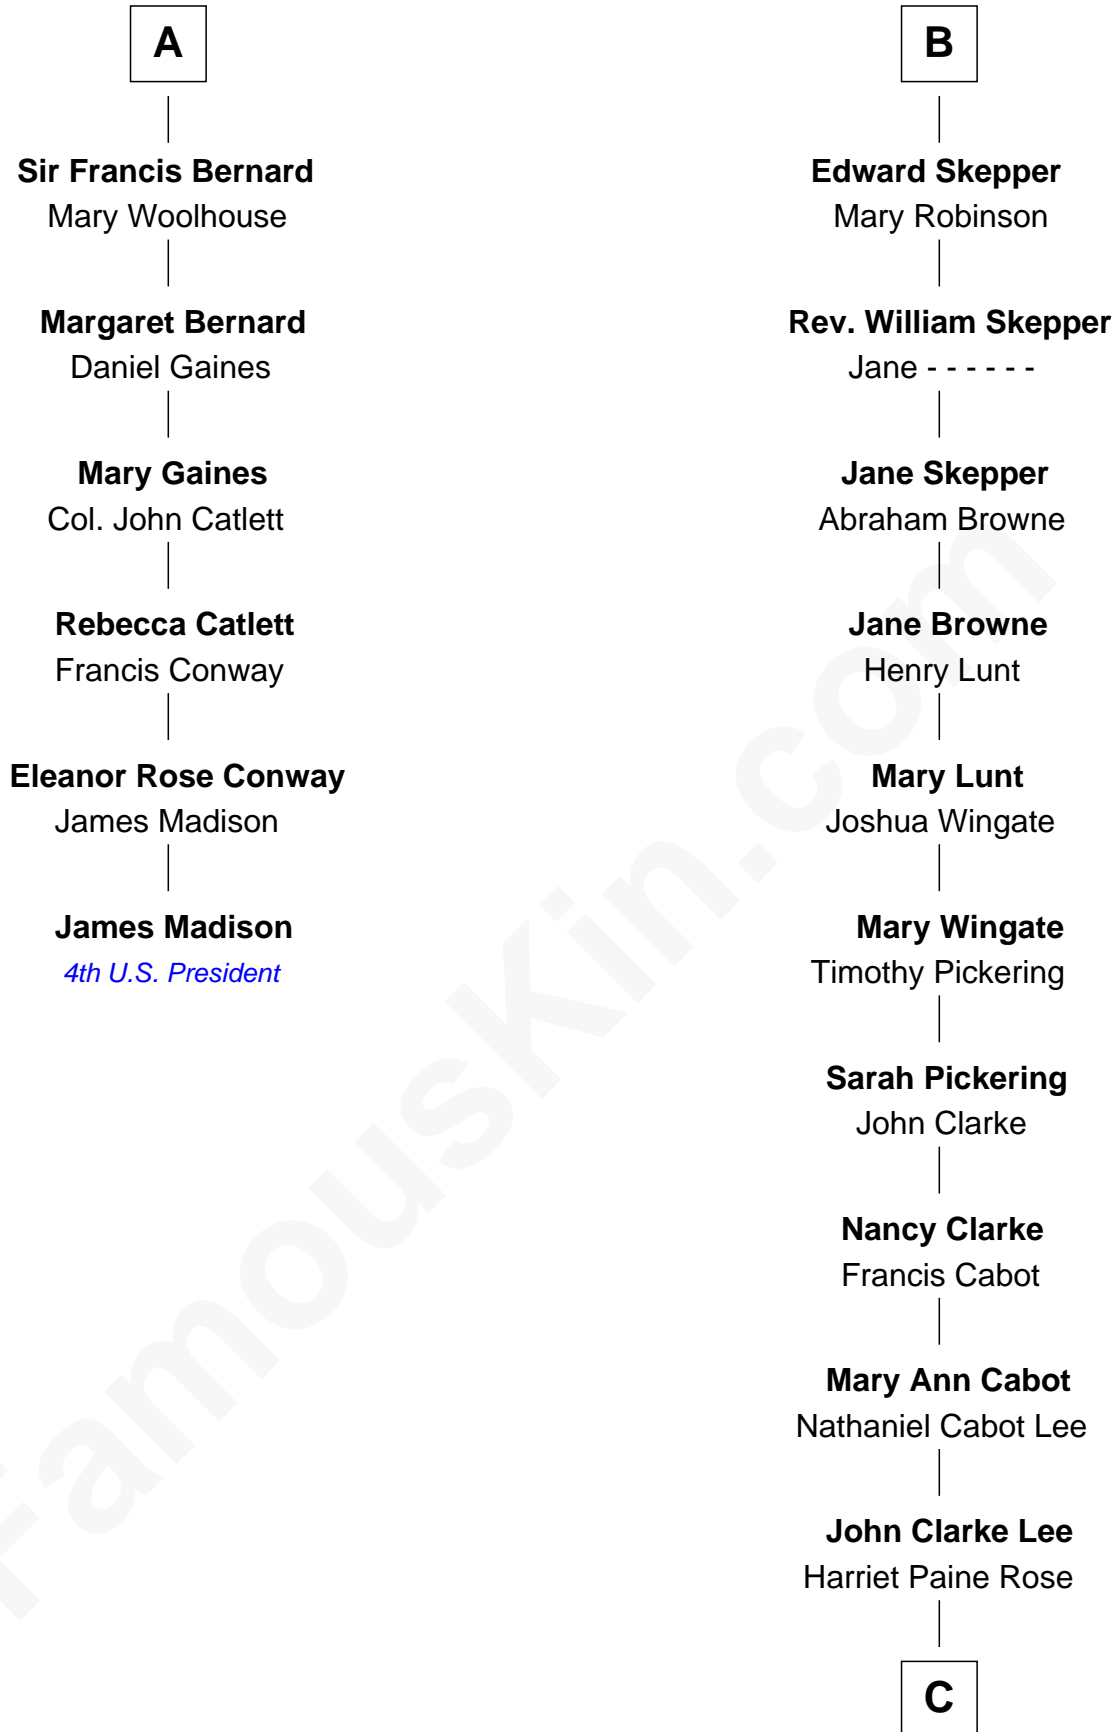 A
Sir Francis Bernard
Mary Woolhouse
Margaret Bernard
Daniel Gaines
Mary Gaines
Col. John Catlett
Rebecca Catlett
Francis Conway
Eleanor Rose Conway
James Madison
James Madison
4th U.S. President
B
Edward Skepper
Mary Robinson
Rev. William Skepper
Jane - - - - - -
Jane Skepper
Abraham Browne
Jane Browne
Henry Lunt
Mary Lunt
Joshua Wingate
Mary Wingate
Timothy Pickering
Sarah Pickering
John Clarke
Nancy Clarke
Francis Cabot
Mary Ann Cabot
Nathaniel Cabot Lee
John Clarke Lee
Harriet Paine Rose
C
FamousKin.com